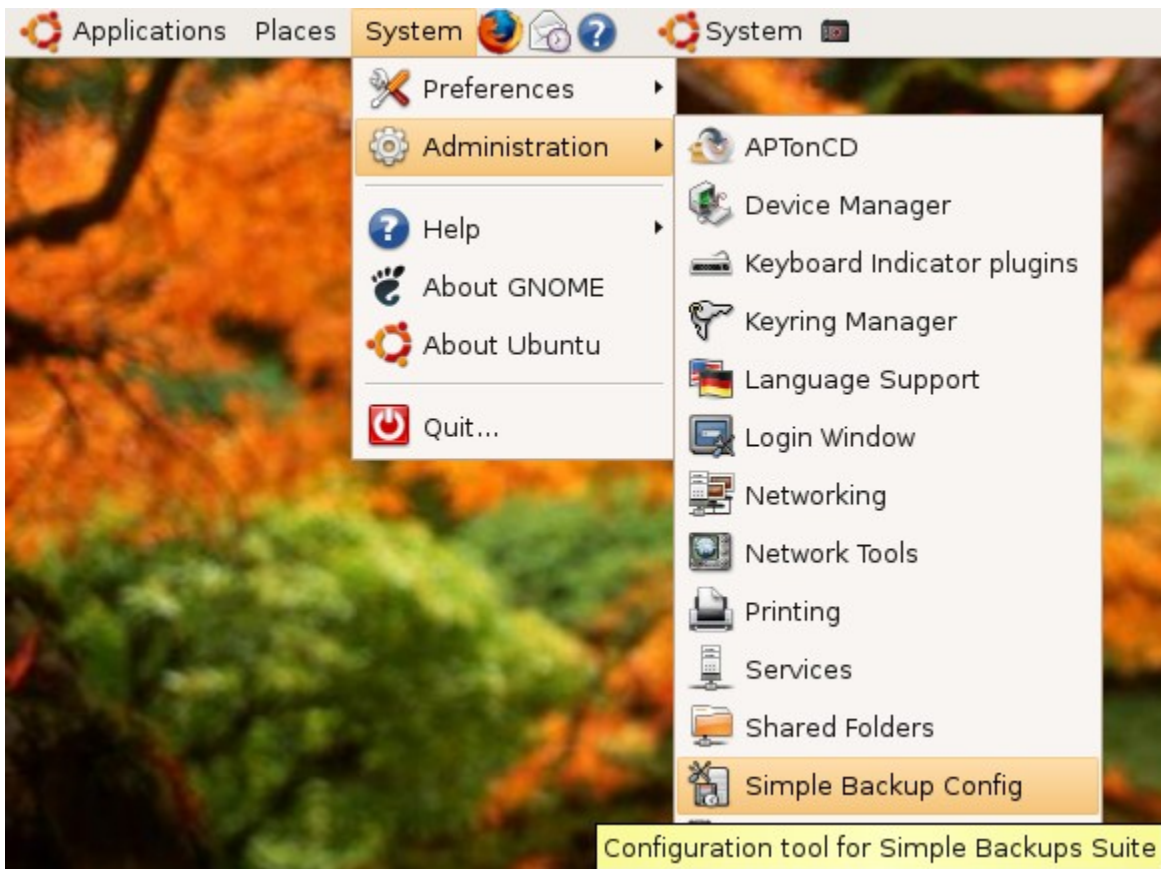 Applications Places System System
Preferences
Administration
Help
About GNOME
About Ubuntu
Quit...
APTonCD
Device Manager
Keyboard Indicator plugins
Keyring Manager
Language Support
Login Window
Networking
Network Tools
Printing
Services
Shared Folders
Simple Backup Config
Configuration tool for Simple Backups Suite